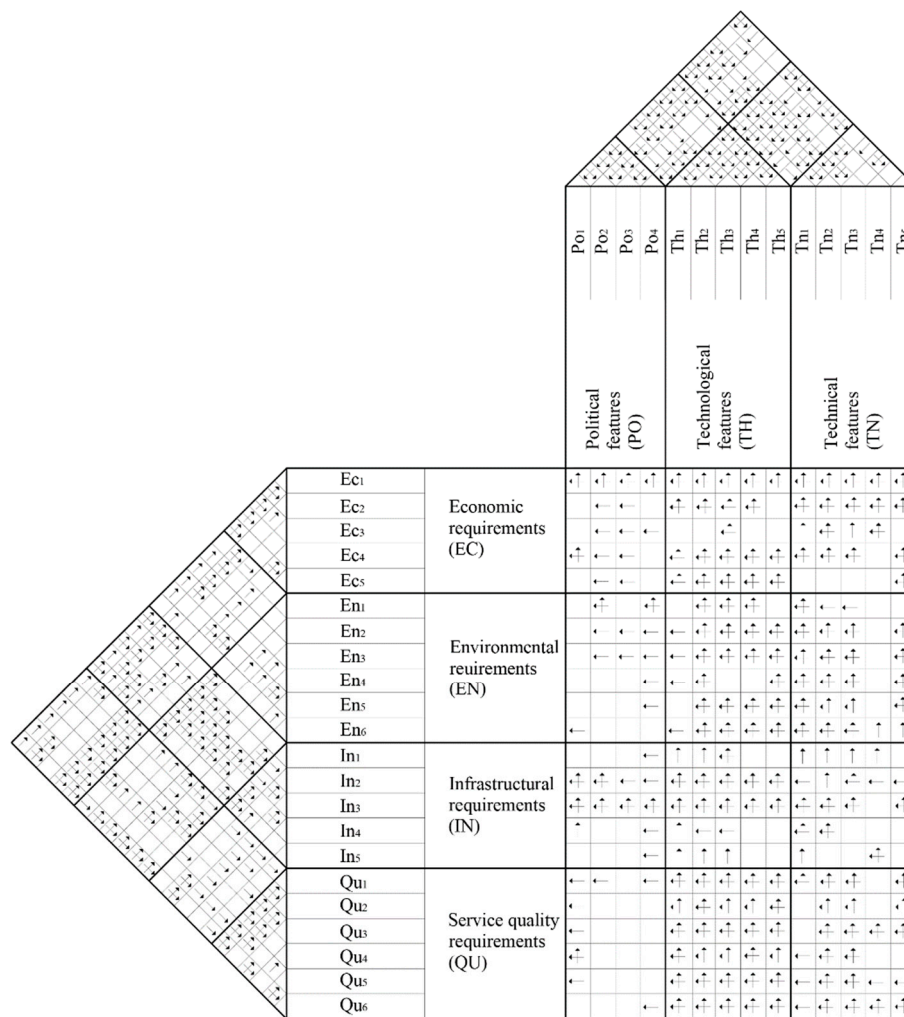 Po1 Po2 Po3 Po4 Th1 Th2 Th3 Th4 Th5 Tn1 Tn2 Tn3 Tn4
Political
features
(PO)
Technological
features
(TH)
Technical
features
(TN)
Ec1
Ec2
Ec3
Ec4
Ec5
Economic
requirements
(EC)
En1
En2
En3
En4
En5
En6
Environmental
reuirements
(EN)
In1
In2
In3
In4
In5
Infrastructural
requirements
(IN)
Qu1
Qu2
Qu3
Qu4
Qu5
Qu6
Service quality
requirements
(QU)